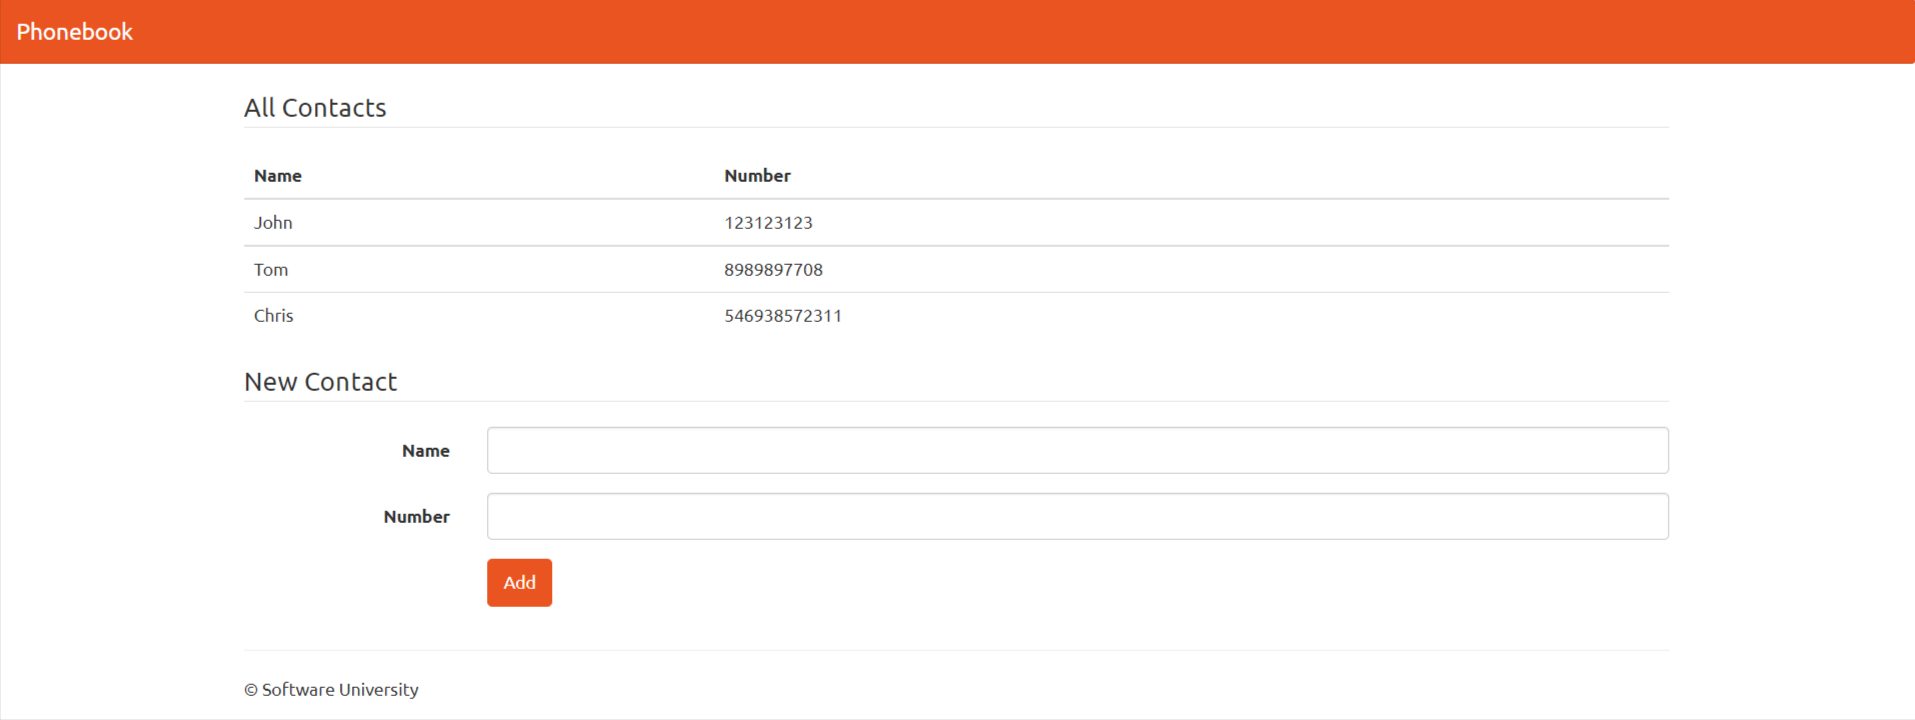 Phonebook
All Contacts
Name Number
John 123123123
Tom 8989897708
Chris 546938572311
New Contact
Name
Number
Add
© Software University